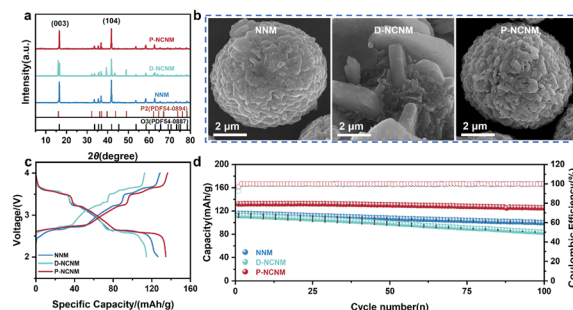 a
(003)
(104)
P-NCNM
D-NCNM
NNM
P2(PDF54-0894)
O3(PDF54-0887)
Intensity(a.u.)
10 20 30 40 50 60 70 80
2θ(degree)
b
NNM
D-NCNM
P-NCNM
2 μm
2 μm
2 μm
c
Voltage/(V)
4
3
2
NNM
D-NCNM
P-NCNM
0 40 80 120 160
Specific Capacity/(mAh/g)
d
Capacity(mAh/g)
200
160
120
80
40
0
NNM
D-NCNM
P-NCNM
0 25 50 75 100
Cycle number(n)
120
100
80
60
40
20
0
Coulombic Efficiency(%)